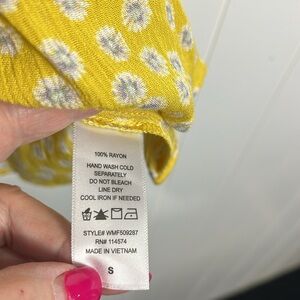 100% RAYON
HAND WASH COLD
SEPARATELY
DO NOT BLEACH
LINE DRY
COOL IRON IF NEEDED
STYLE# WMF509287
RN# 114574
MADE IN VIETNAM
S